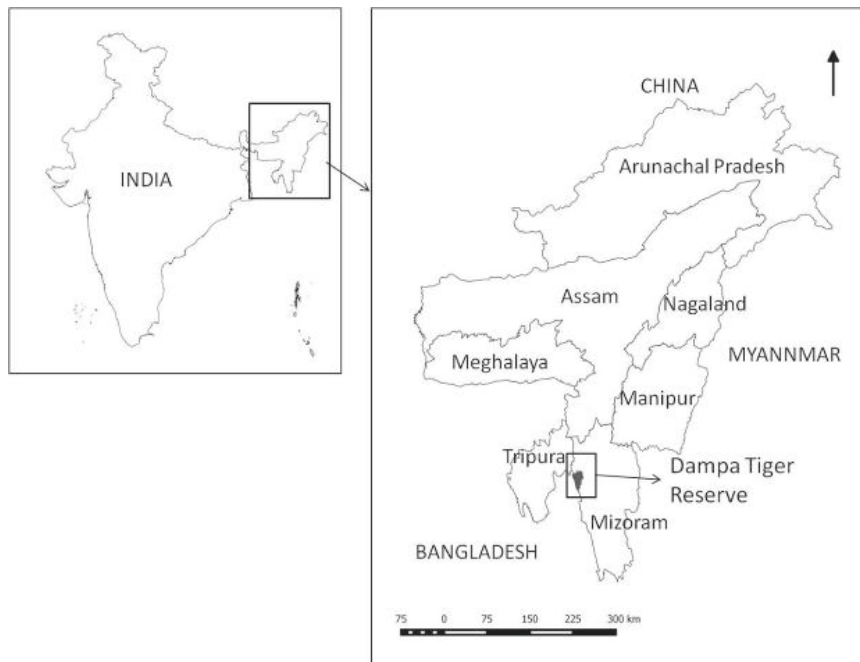 INDIA
CHINA
Arunachal Pradesh
Assam
Nagaland
Meghalaya
MYANNMAR
Manipur
Tripura
Dampa Tiger
Reserve
Mizoram
BANGLADESH
75 0 75 150 225 300 km